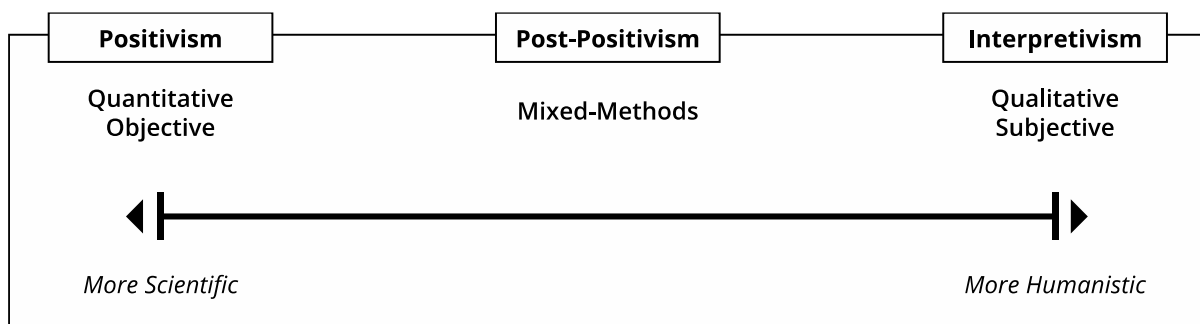 Positivism
Post-Positivism
Interpretivism
Quantitative
Objective
Mixed-Methods
Qualitative
Subjective
More Scientific
More Humanistic